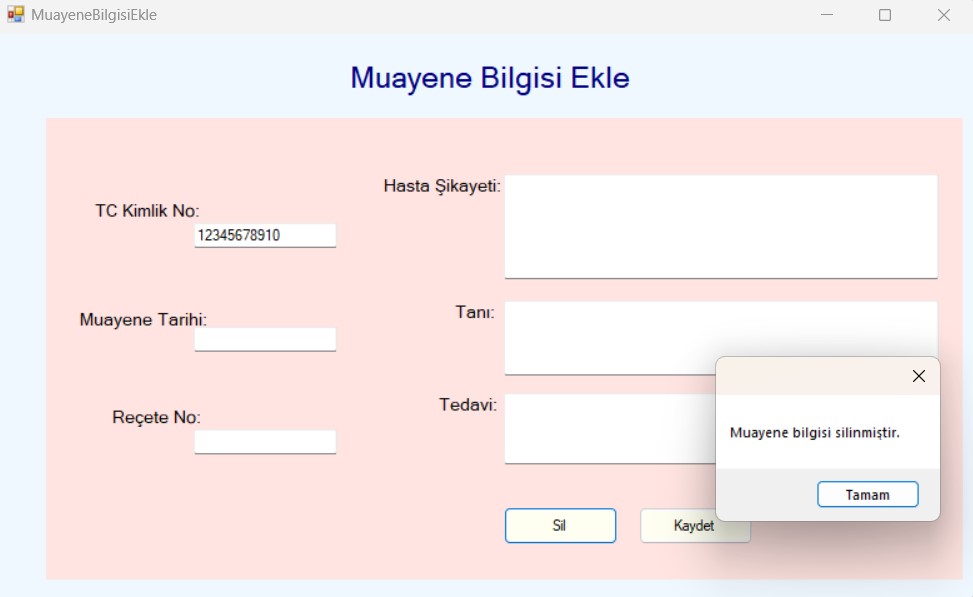 MuayeneBilgisiEkle
Muayene Bilgisi Ekle
TC Kimlik No:
12345678910
Muayene Tarihi:
Reçete No:
Hasta Şikayeti:
Tanı:
Tedavi:
Sil
Kaydet
Muayene bilgisi silinmiştir.
Tamam